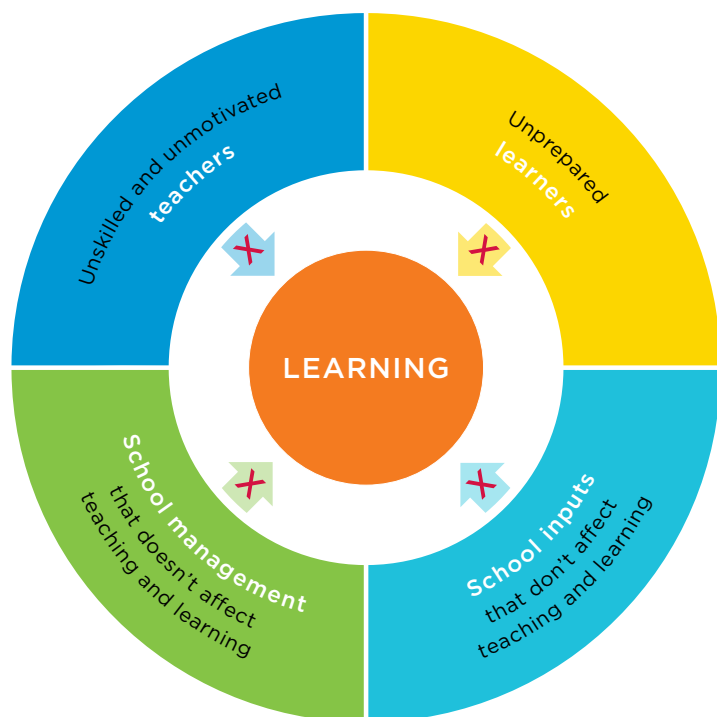 Unskilled and unmotivated
teachers
Unprepared
learners
LEARNING
School management
that doesn't affect
teaching and learning
School inputs
that don't affect
teaching and learning